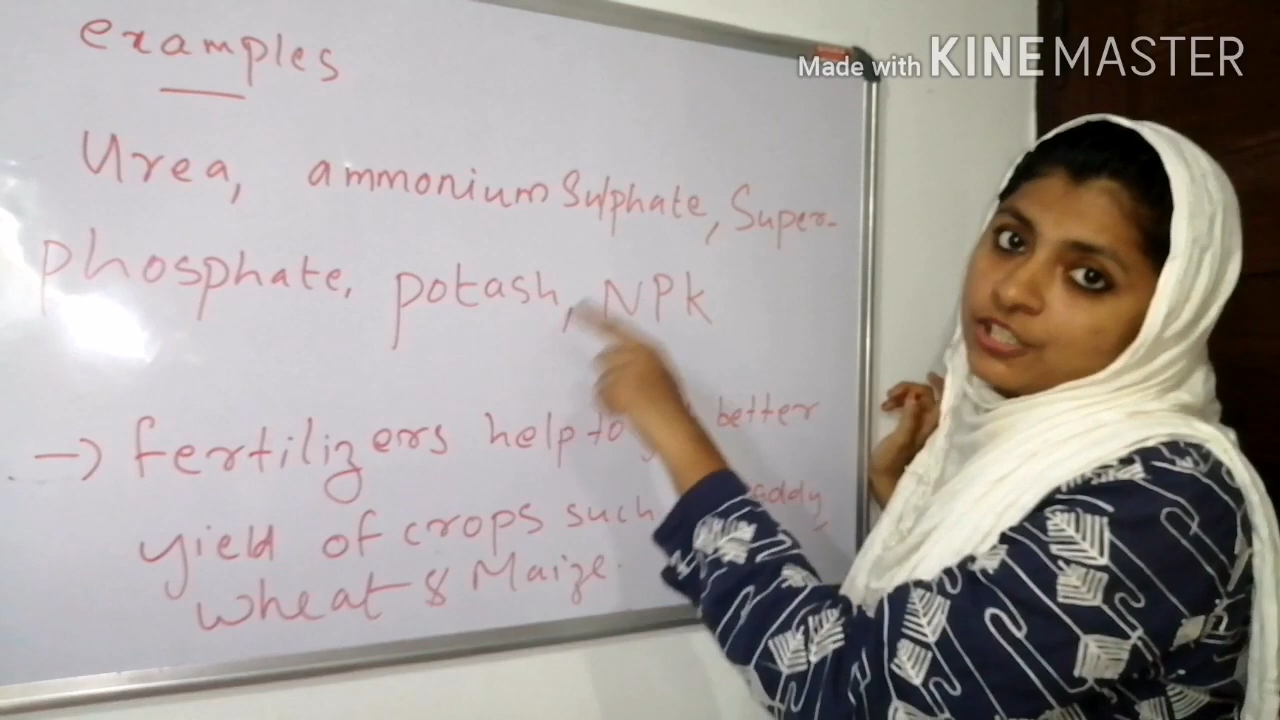 examples
Made with KINEMASTER
Urea, ammonium Sulphate, Super-
phosphate, potash, NPK
→ fertilizers help to better
yield of crops such addy,
wheat & Maize.